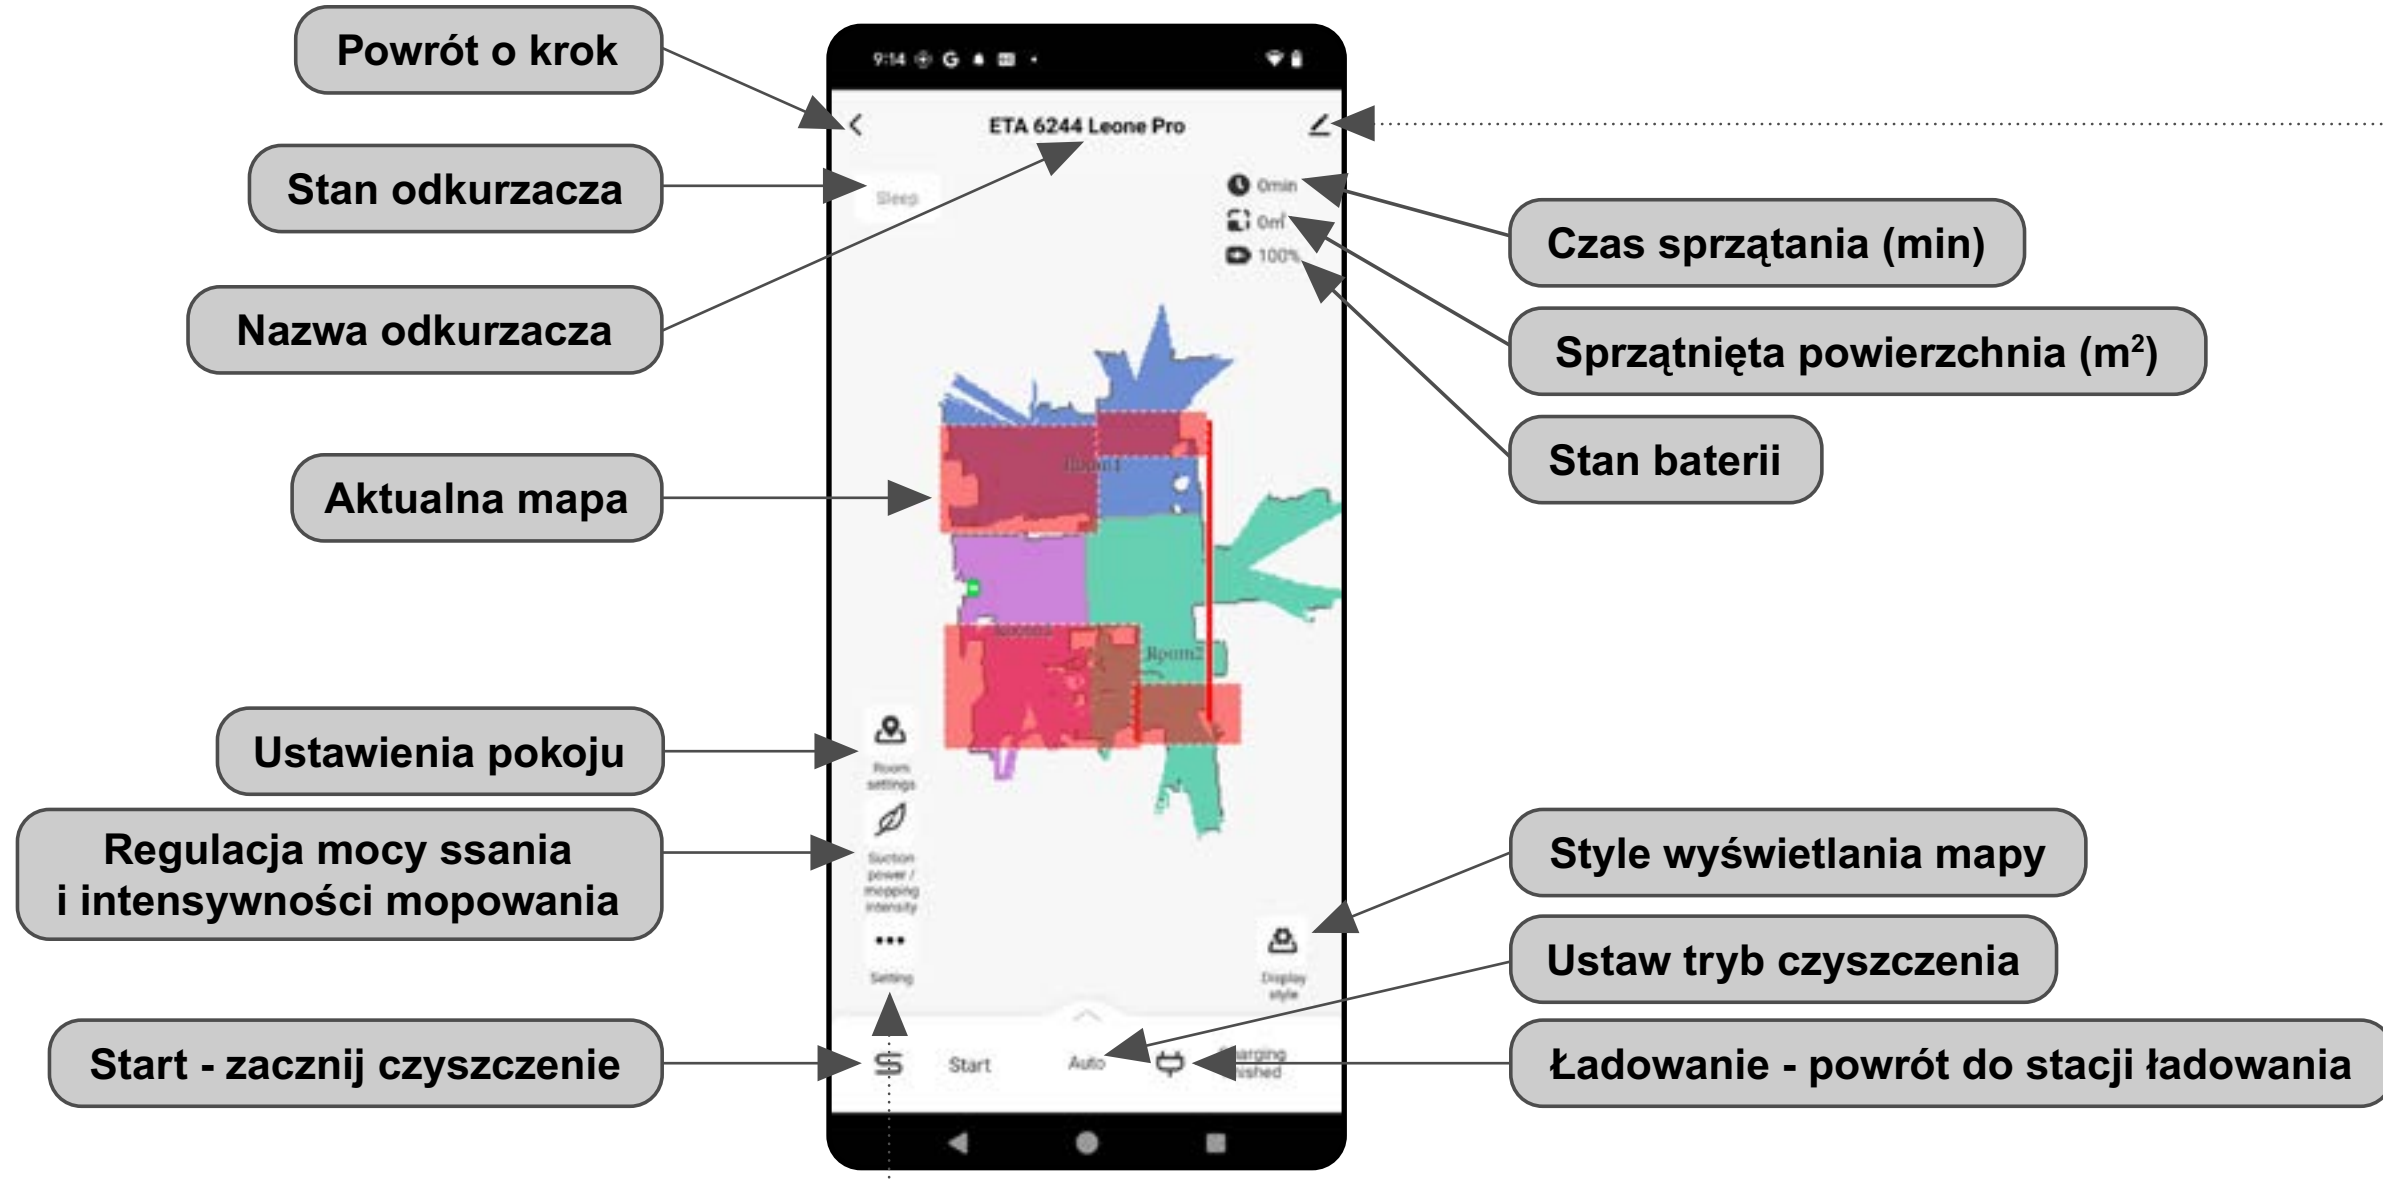 Powrót o krok
Stan odkurzacza
Nazwa odkurzacza
Aktualna mapa
Ustawienia pokoju
Regulacja mocy ssania
i intensywności mopowania
Start - zacznij czyszczenie
9:14
ETA 6244 Leone Pro
Sleep
0min
0m²
100%
Room1
Room2
Room
settings
Suction
power /
mopping
intensity
Setting
Display
style
Start
Auto
Czas sprzątania (min)
Sprzątnięta powierzchnia (m²)
Stan baterii
Style wyświetlania mapy
Ustaw tryb czyszczenia
Ładowanie - powrót do stacji ładowania